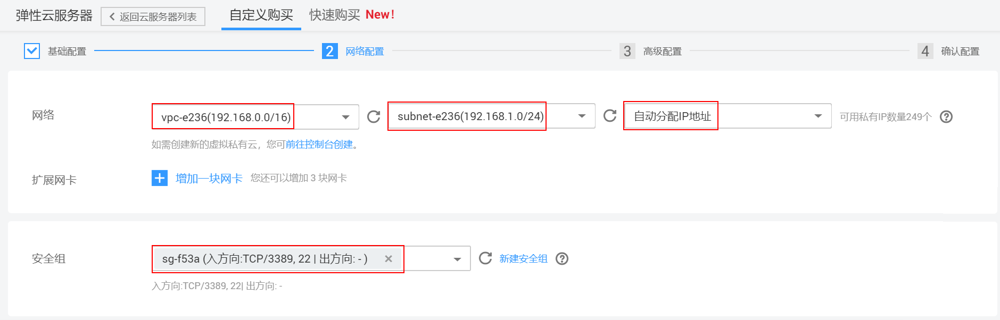 弹性云服务器 返回云服务器列表 自定义购买 快速购买 New!
基础配置 2 网络配置 3 高级配置 4 确认配置
网络 vpc-e236(192.168.0.0/16) subnet-e236(192.168.1.0/24) 自动分配IP地址 可用私有IP数量249个
如需创建新的虚拟私有云，您可前往控制台创建。
扩展网卡 增加一块网卡 您还可以增加 3 块网卡
安全组 sg-f53a (入方向:TCP/3389, 22 | 出方向: - ) 新建安全组
入方向:TCP/3389, 22| 出方向: -